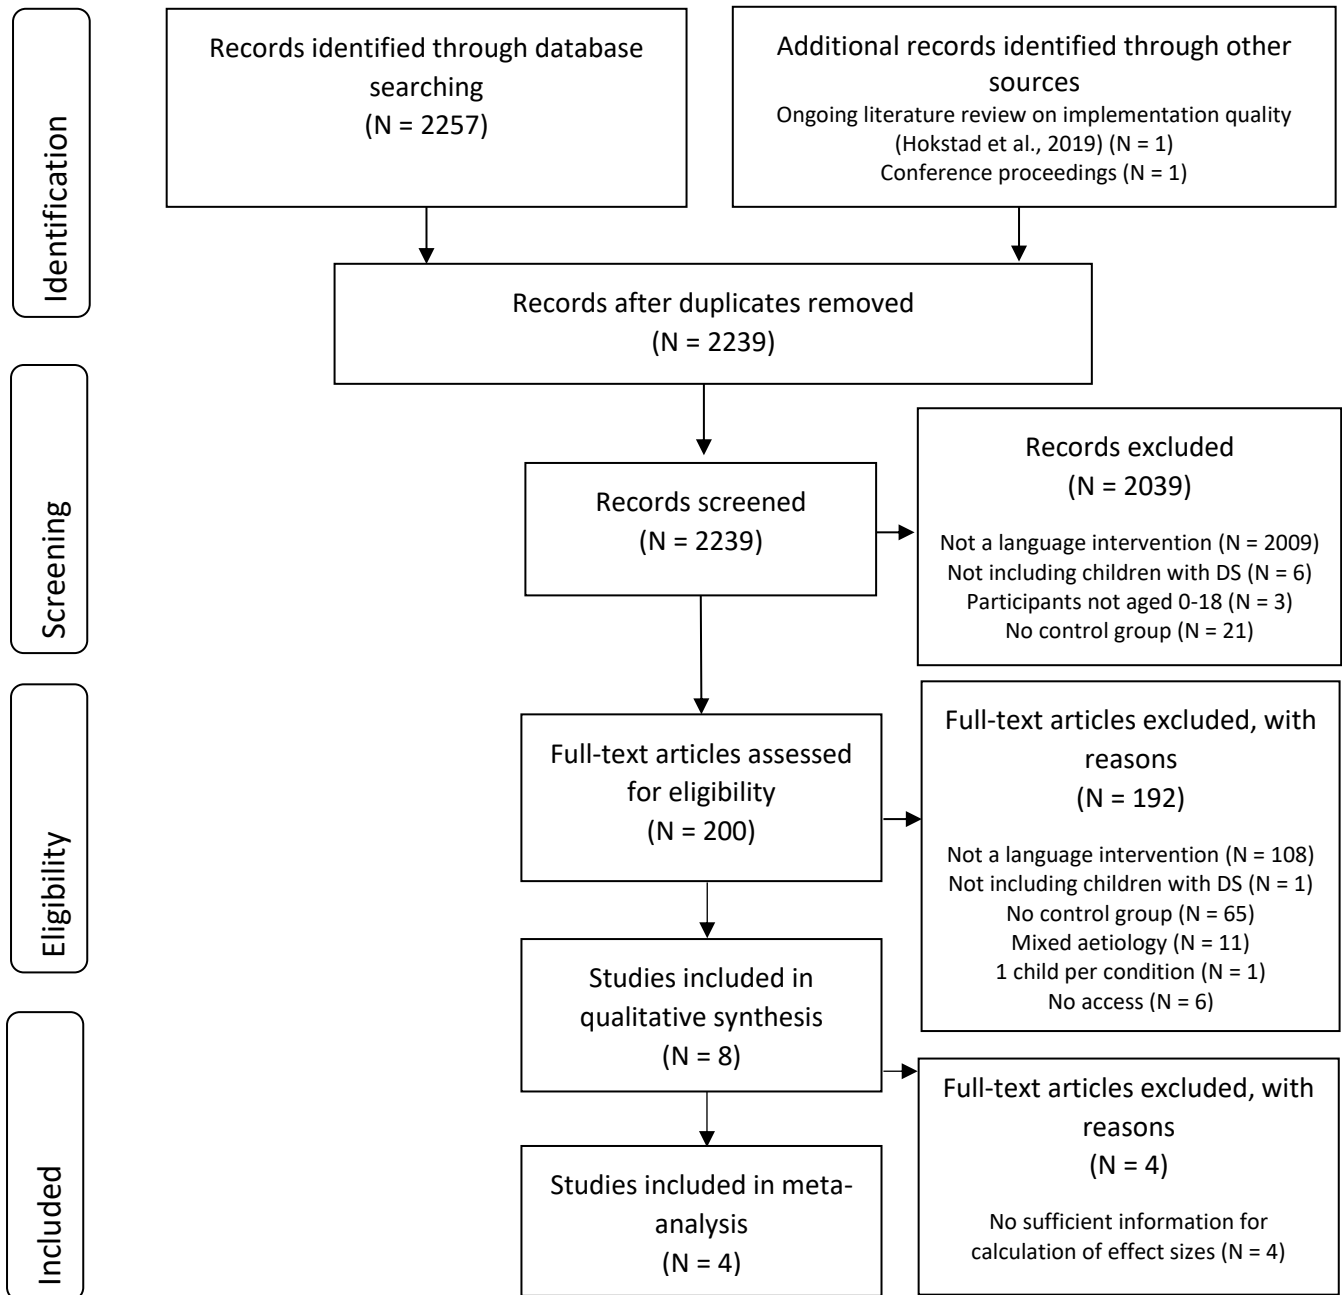 Identification
Records identified through database
searching
(N = 2257)
Additional records identified through other
sources
Ongoing literature review on implementation quality
(Hokstad et al., 2019) (N = 1)
Conference proceedings (N = 1)
Records after duplicates removed
(N = 2239)
Screening
Records screened
(N = 2239)
Records excluded
(N = 2039)
Not a language intervention (N = 2009)
Not including children with DS (N = 6)
Participants not aged 0-18 (N = 3)
No control group (N = 21)
Eligibility
Full-text articles assessed
for eligibility
(N = 200)
Full-text articles excluded, with
reasons
(N = 192)
Not a language intervention (N = 108)
Not including children with DS (N = 1)
No control group (N = 65)
Mixed aetiology (N = 11)
1 child per condition (N = 1)
No access (N = 6)
Studies included in
qualitative synthesis
(N = 8)
Included
Full-text articles excluded, with
reasons
(N = 4)
No sufficient information for
calculation of effect sizes (N = 4)
Studies included in meta-
analysis
(N = 4)